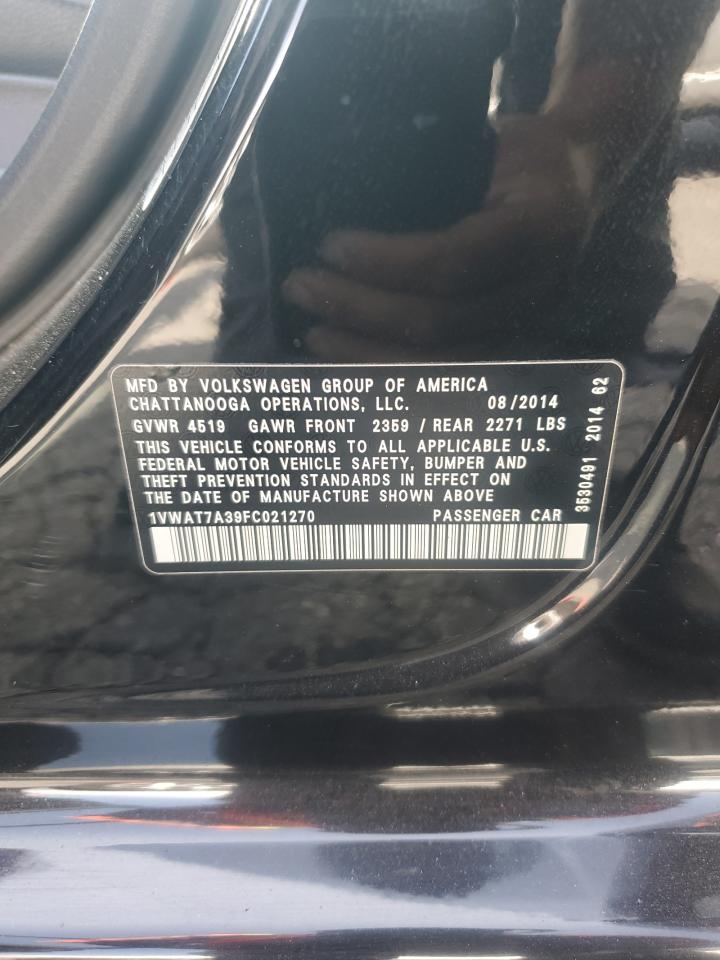 MFD BY VOLKSWAGEN GROUP OF AMERICA
CHATTANOOGA OPERATIONS, LLC. 08/2014
GVWR 4519 GAWR FRONT 2359 / REAR 2271 LBS
THIS VEHICLE CONFORMS TO ALL APPLICABLE U.S.
FEDERAL MOTOR VEHICLE SAFETY, BUMPER AND
THEFT PREVENTION STANDARDS IN EFFECT ON
THE DATE OF MANUFACTURE SHOWN ABOVE
1VWAT7A39FC021270 PASSENGER CAR
3530491 2014 62